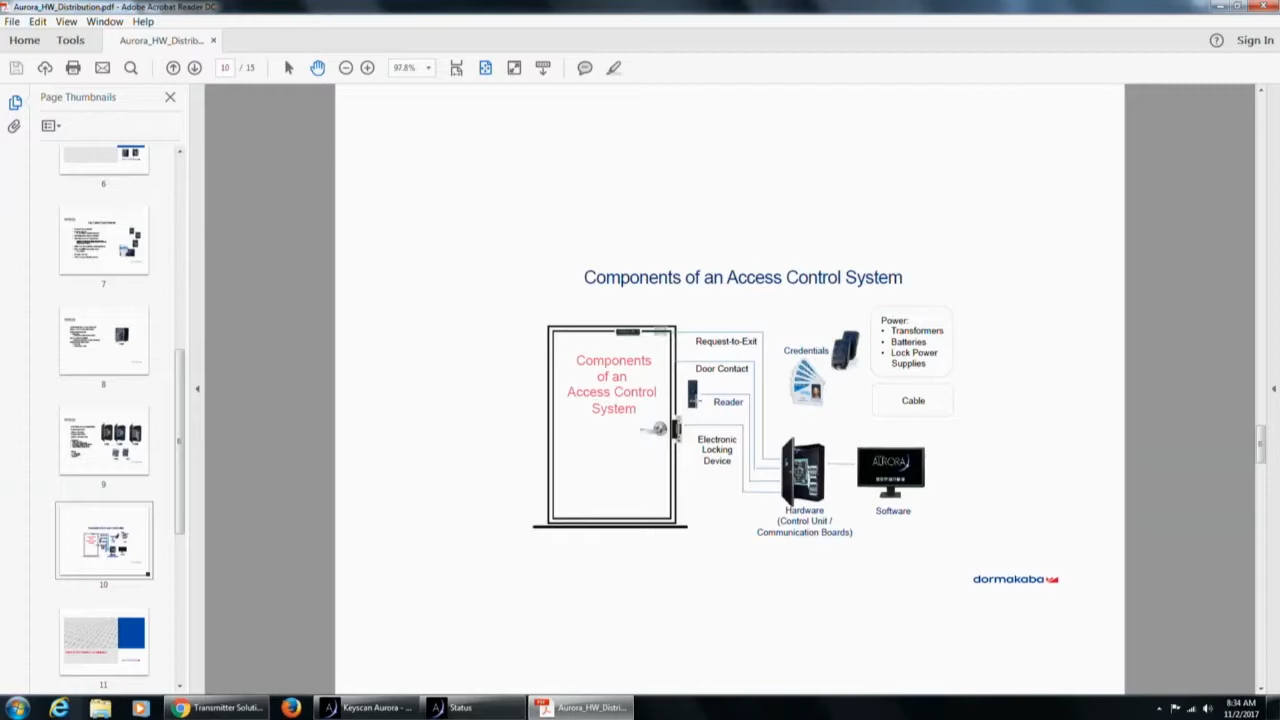 Aurora_HW_Distribution.pdf - Adobe Acrobat Reader DC
File Edit View Window Help
Home Tools Aurora_HW_Distrib... × Sign In
10 / 15 97.8%
Page Thumbnails
6
7
8
9
10
11
Components of an Access Control System
Components
of an
Access Control
System
Request-to-Exit
Door Contact
Reader
Electronic
Locking
Device
Credentials
Power:
• Transformers
• Batteries
• Lock Power
Supplies
Cable
AURORA
Hardware
(Control Unit /
Communication Boards)
Software
dormakaba
Transmitter Soluti... Keyscan Aurora - ... Status Aurora_HW_Distri...
8:34 AM
11/2/2017